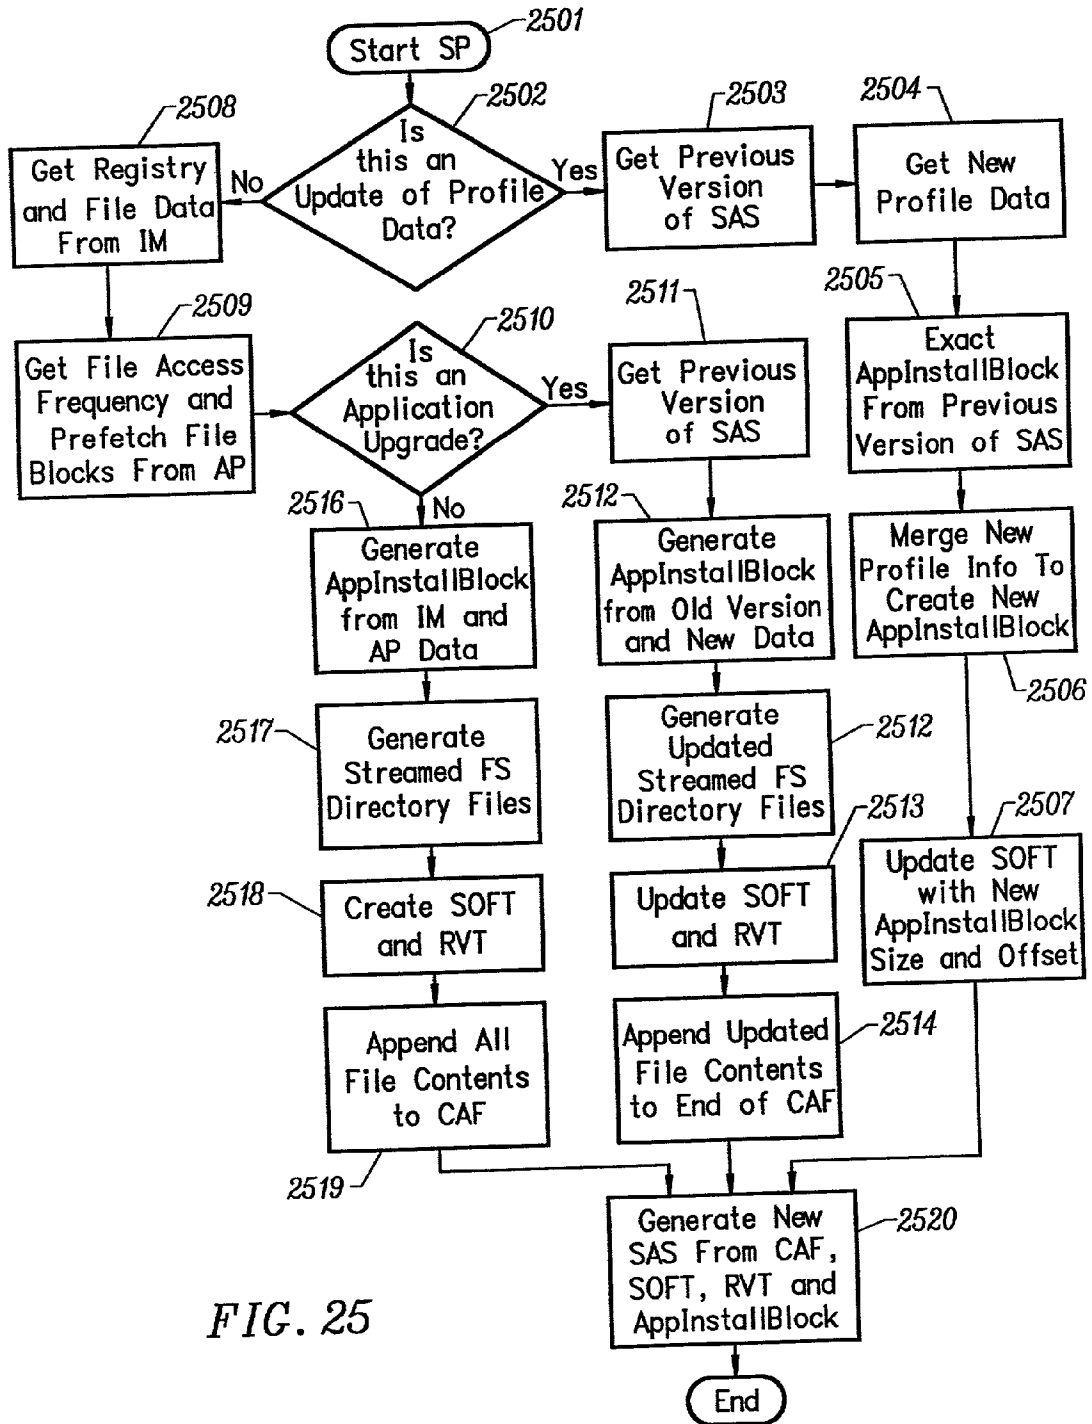 2501
Start SP
2502
Is
this an
Update of Profile
Data?
Yes
No
2503
Get Previous
Version
of SAS
2504
Get New
Profile Data
2505
Exact
AppInstallBlock
From Previous
Version of SAS
Merge New
Profile Info To
Create New
AppInstallBlock
2506
2507
Update SOFT
with New
AppInstallBlock
Size and Offset
2508
Get Registry
and File Data
From IM
2509
Get File Access
Frequency and
Prefetch File
Blocks From AP
2510
Is
this an
Application
Upgrade?
Yes
No
2511
Get Previous
Version
of SAS
2512
Generate
AppInstallBlock
from Old Version
and New Data
Generate
Updated
Streamed FS
Directory Files
2512
2513
Update SOFT
and RVT
Append Updated
File Contents
to End of CAF
2514
2516
Generate
AppInstallBlock
from IM and
AP Data
2517
Generate
Streamed FS
Directory Files
2518
Create SOFT
and RVT
Append All
File Contents
to CAF
2519
Generate New
SAS From CAF,
SOFT, RVT and
AppInstallBlock
2520
End
FIG. 25